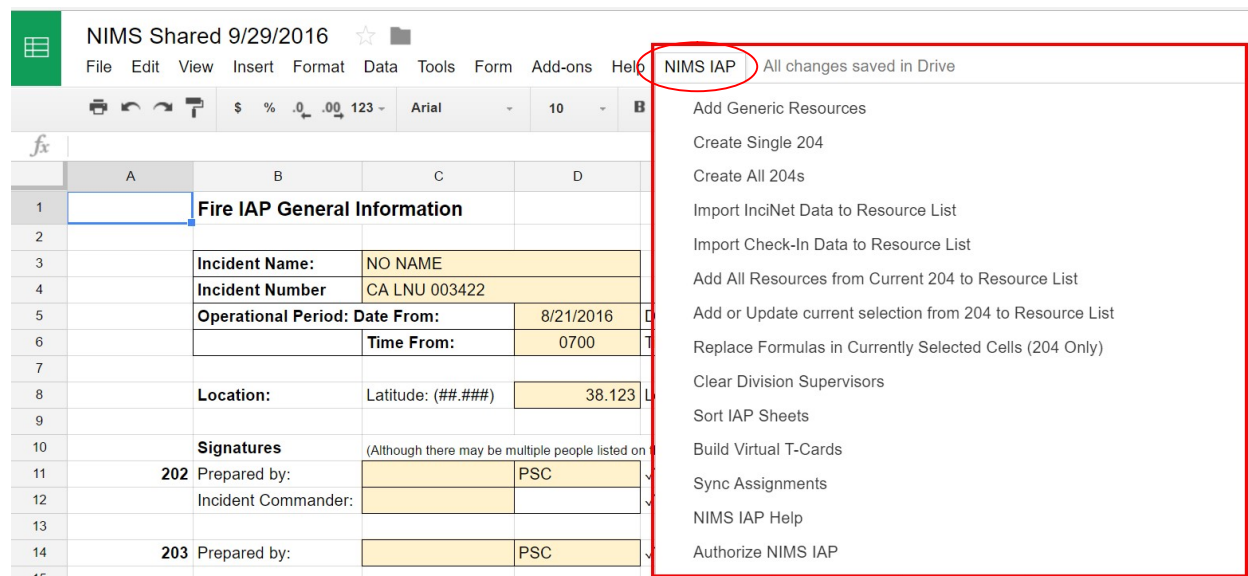 NIMS Shared 9/29/2016
File Edit View Insert Format Data Tools Form Add-ons Help NIMS IAP All changes saved in Drive
$ % .0 .00 123 Arial 10 B
fx
Add Generic Resources
Create Single 204
Create All 204s
Import InciNet Data to Resource List
Import Check-In Data to Resource List
Add All Resources from Current 204 to Resource List
Add or Update current selection from 204 to Resource List
Replace Formulas in Currently Selected Cells (204 Only)
Clear Division Supervisors
Sort IAP Sheets
Build Virtual T-Cards
Sync Assignments
NIMS IAP Help
Authorize NIMS IAP
A B C D
1 Fire IAP General Information
2
3 Incident Name: NO NAME
4 Incident Number CA LNU 003422
5 Operational Period: Date From: 8/21/2016
6 Time From: 0700
7
8 Location: Latitude: (##.###) 38.123
9
10 Signatures (Although there may be multiple people listed on
11 202 Prepared by: PSC
12 Incident Commander:
13
14 203 Prepared by: PSC